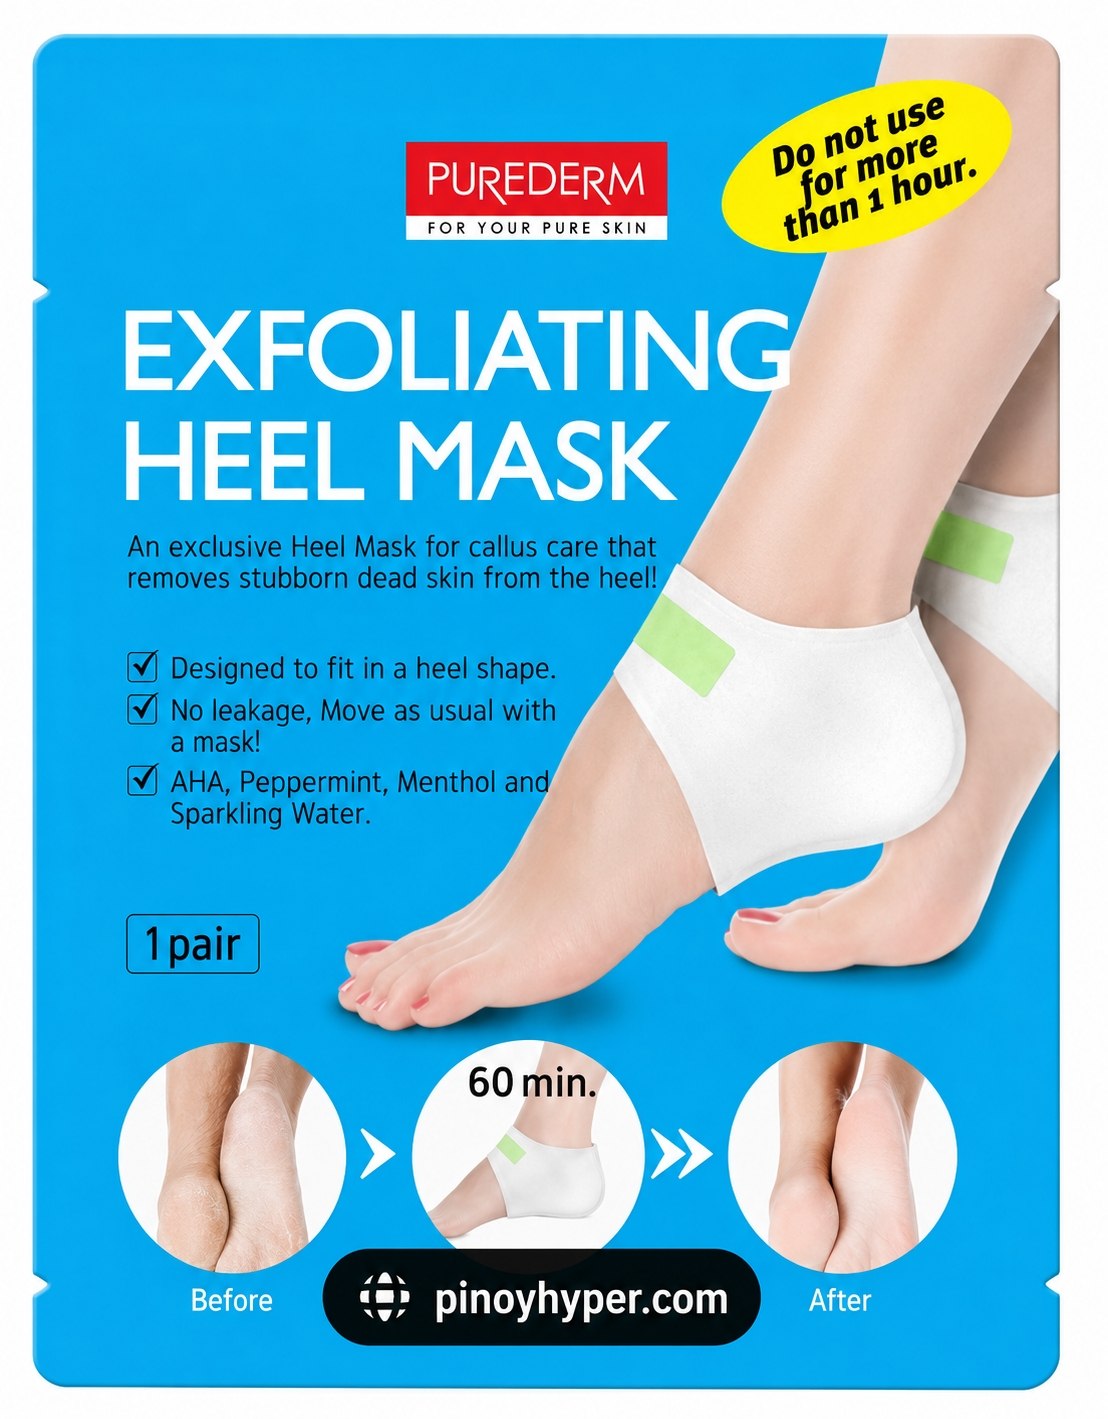 Do not use
for more
than 1 hour.
PUREDERM
FOR YOUR PURE SKIN
EXFOLIATING
HEEL MASK
An exclusive Heel Mask for callus care that
removes stubborn dead skin from the heel!
Designed to fit in a heel shape.
No leakage, Move as usual with
a mask!
AHA, Peppermint, Menthol and
Sparkling Water.
1 pair
60 min.
Before
pinoyhyper.com
After